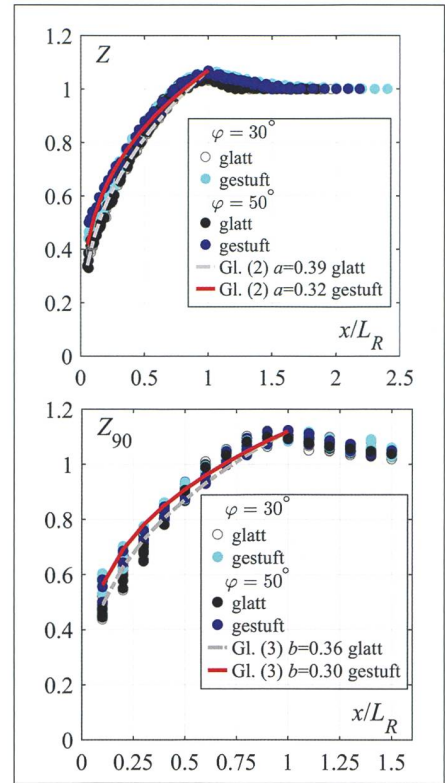 1.2
Z
1
0.8
0.6
0.4
0.2
0
φ = 30°
glatt
gestuft
φ = 50°
glatt
gestuft
Gl. (2) a=0.39 glatt
Gl. (2) a=0.32 gestuft
x/L_R
0 0.5 1 1.5 2 2.5
1.2
Z₉₀
1
0.8
0.6
0.4
0.2
0
φ = 30°
glatt
gestuft
φ = 50°
glatt
gestuft
Gl. (3) b=0.36 glatt
Gl. (3) b=0.30 gestuft
x/L_R
0 0.25 0.5 0.75 1 1.25 1.5